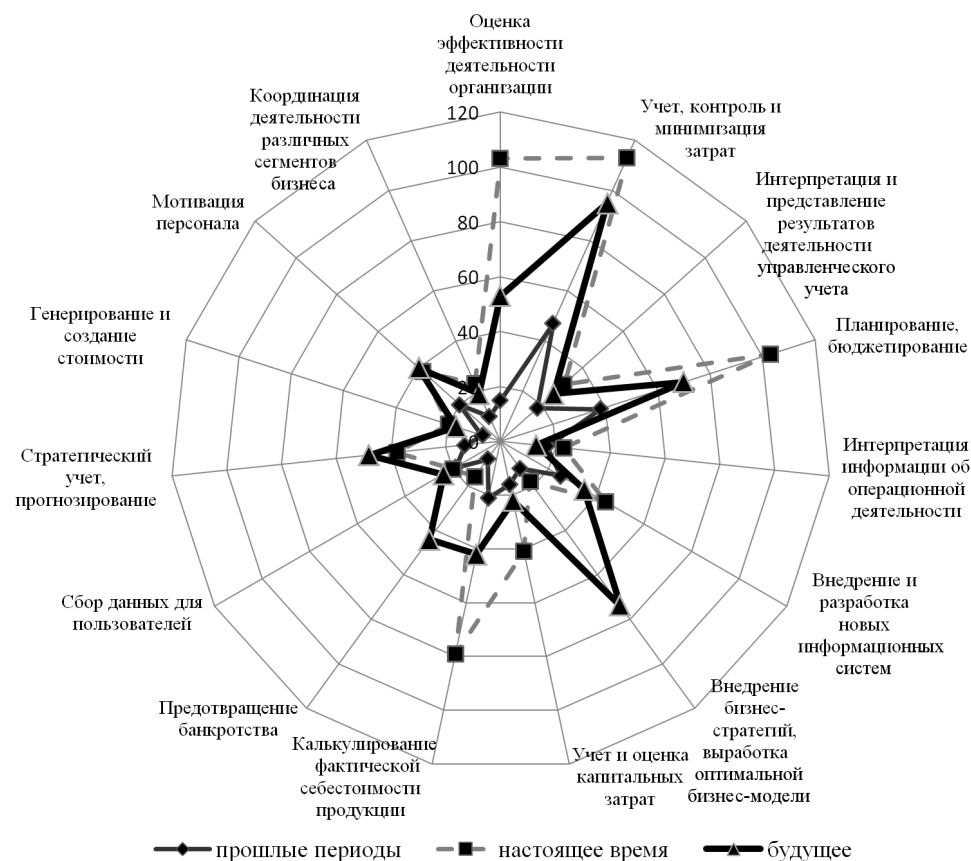 Оценка
эффективности
деятельности
организации
Учет, контроль и
минимизация
затрат
Интерпретация и
представление
результатов
деятельности
управленческого
учета
Планирование,
бюджетирование
Интерпретация
информации об
операционной
деятельности
Внедрение и
разработка
новых
информационных
систем
Внедрение
бизнес-
стратегий,
выработка
оптимальной
бизнес-модели
Учет и оценка
капитальных
затрат
Калькулирование
фактической
себестоимости
продукции
Предотвращение
банкротства
Сбор данных для
пользователей
Стратегический
учет,
прогнозирование
Генерирование и
создание
стоимости
Мотивация
персонала
Координация
деятельности
различных
сегментов
бизнеса
120
100
80
60
40
20
0
прошлые периоды
настоящее время
будущее